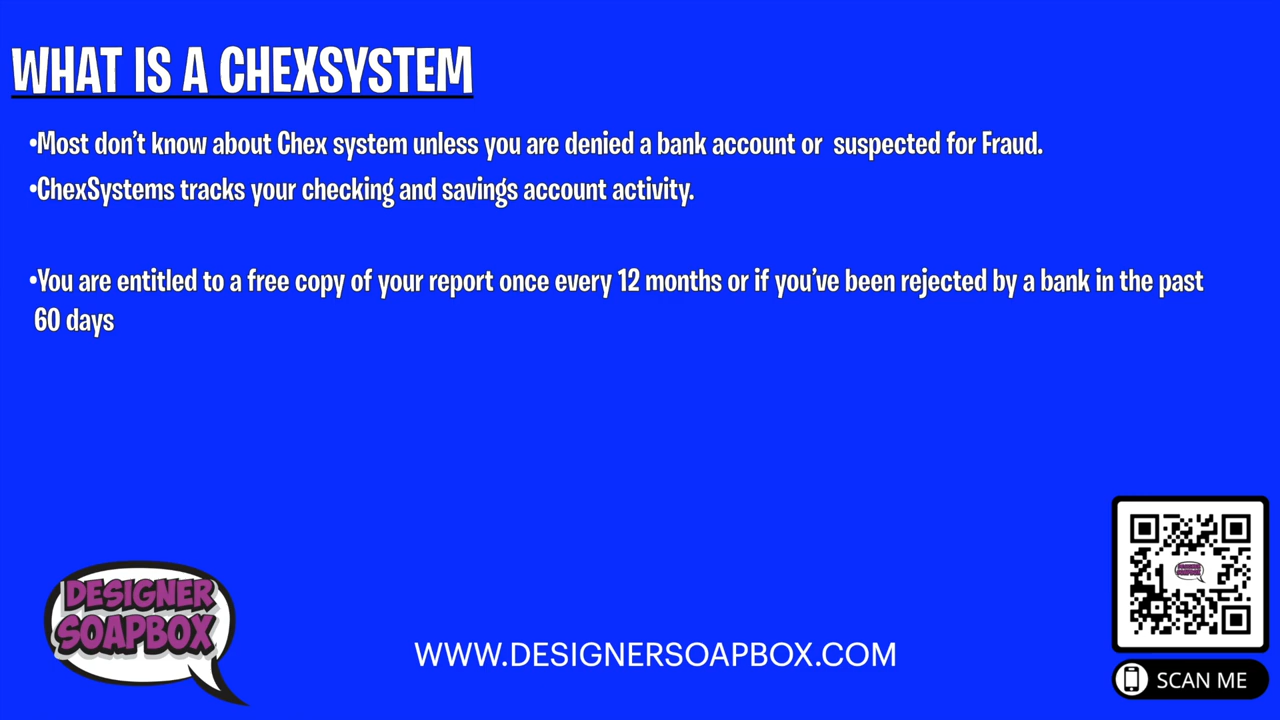 WHAT IS A CHEXSYSTEM
•Most don't know about Chex system unless you are denied a bank account or  suspected for Fraud.
•ChexSystems tracks your checking and savings account activity.
•You are entitled to a free copy of your report once every 12 months or if you've been rejected by a bank in the past
60 days
DESIGNER
SOAPBOX
WWW.DESIGNERSOAPBOX.COM
SCAN ME